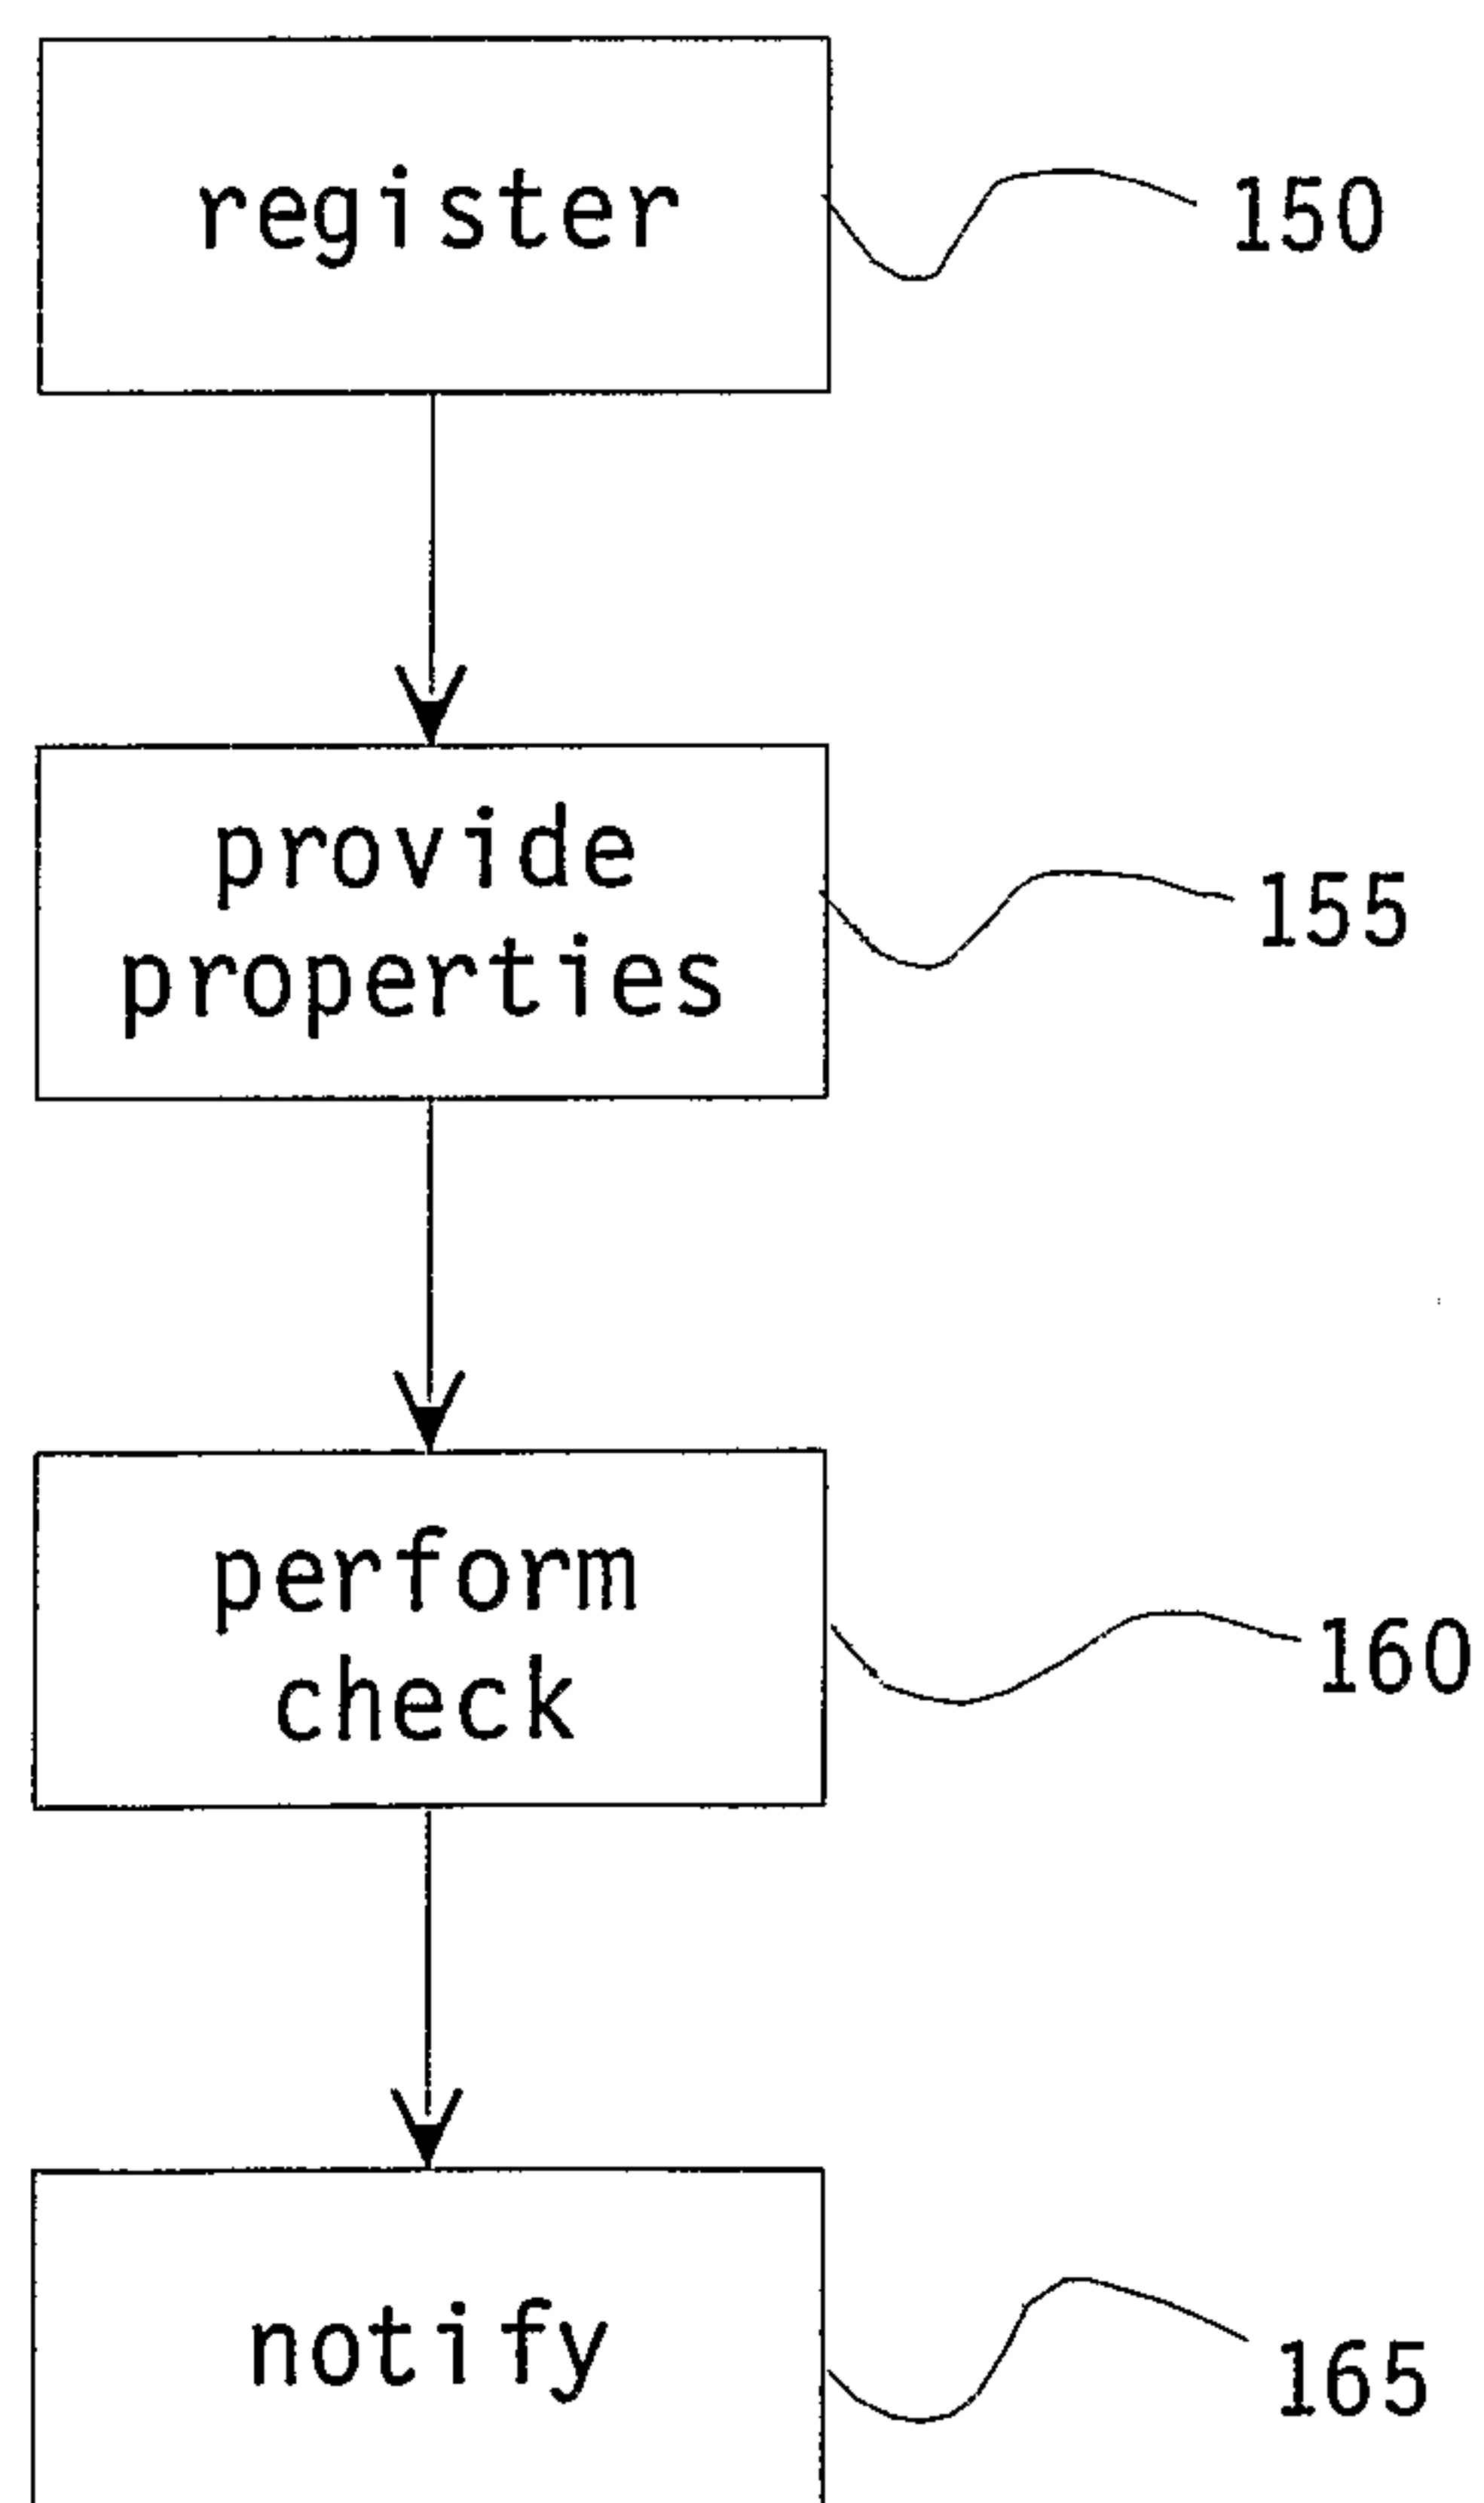 register
150
provide
properties
155
perform
check
160
notify
165